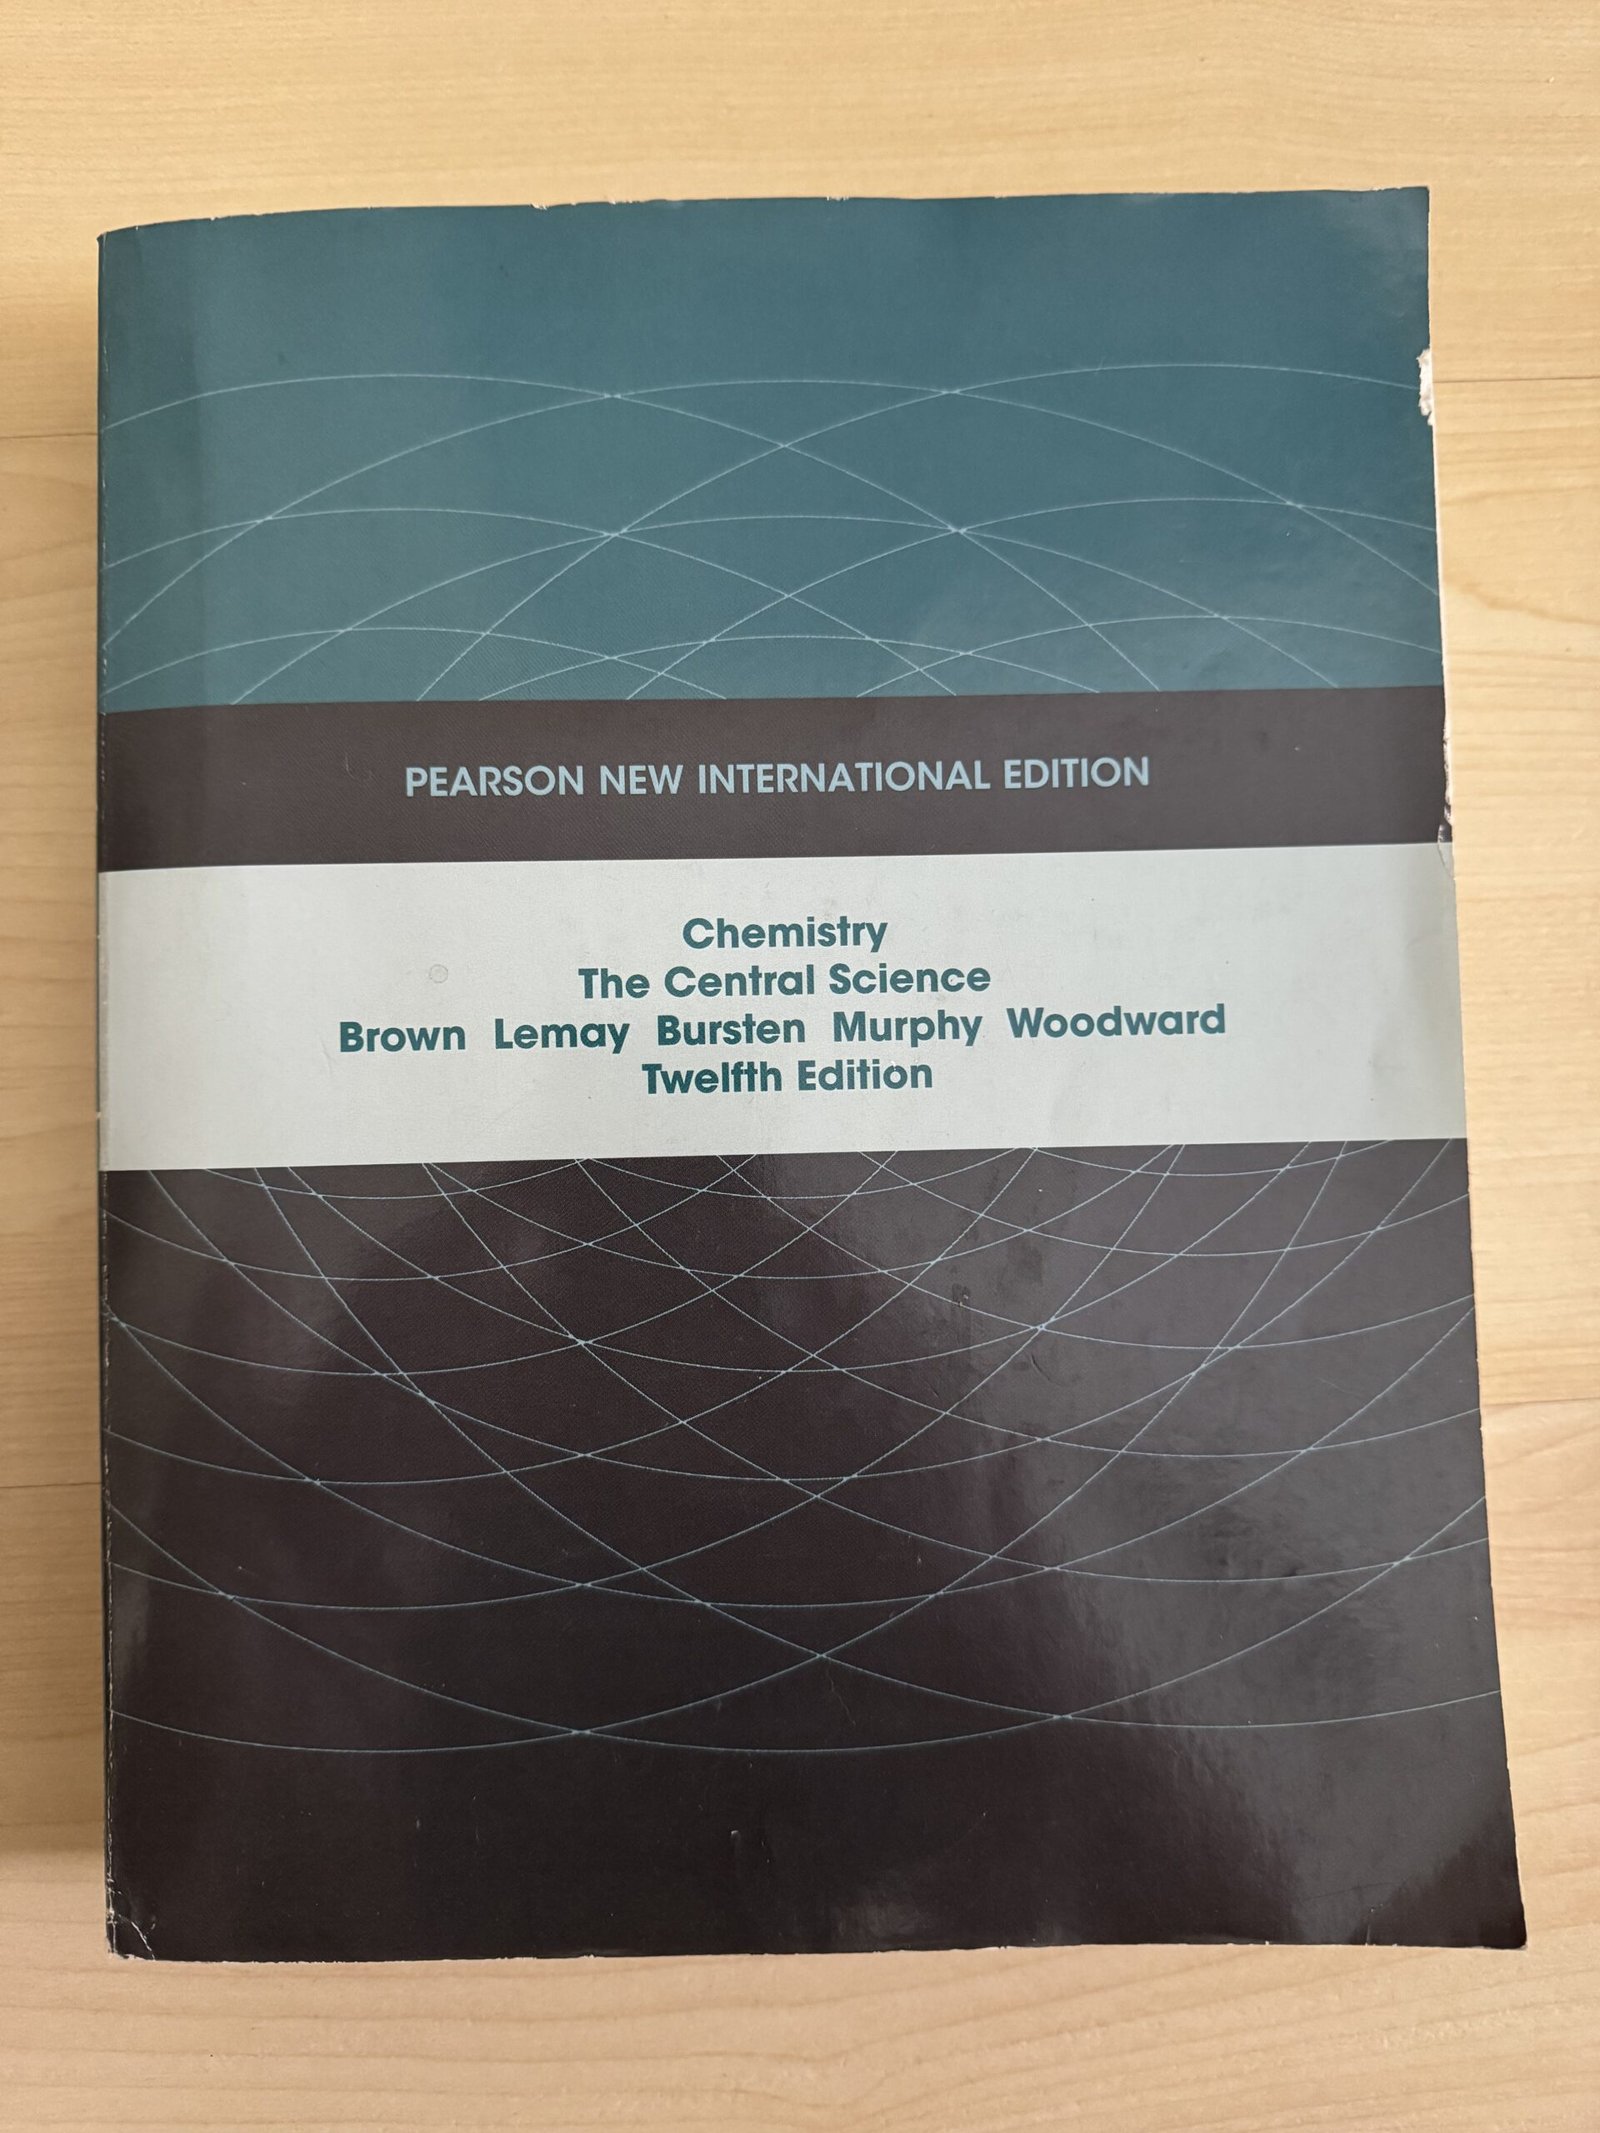 PEARSON NEW INTERNATIONAL EDITION
Chemistry
The Central Science
Brown Lemay Bursten Murphy Woodward
Twelfth Edition